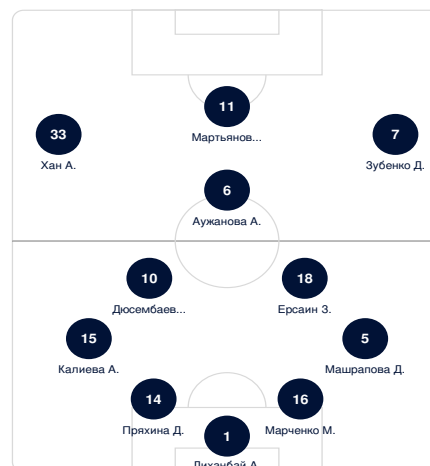 11
Мартьянов...
33
Хан А.
7
Зубенко Д.
6
Аужанова А.
10
Дюсембаев...
18
Ерсаин З.
15
Калиева А.
5
Машрапова Д.
14
Пряхина Д.
16
Марченко М.
1